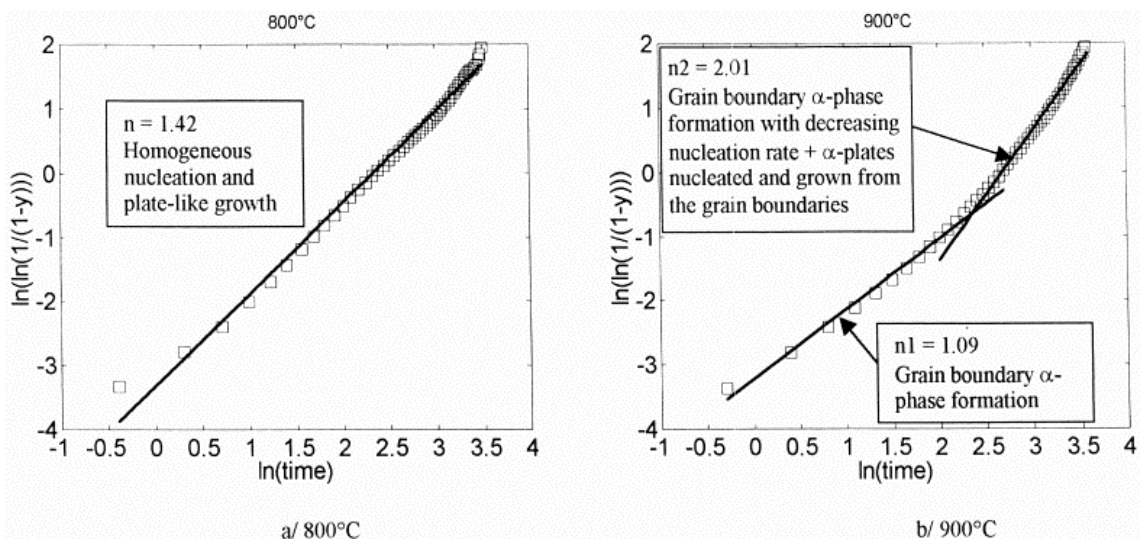 800°C
2
1
0
-1
-2
-3
-4
ln(ln(1/(1-y)))
n = 1.42
Homogeneous
nucleation and
plate-like growth
-1 -0.5 0 0.5 1 1.5 2 2.5 3 3.5 4
ln(time)
a/ 800°C
900°C
2
1
0
-1
-2
-3
-4
ln(ln(1/(1-y)))
n2 = 2.01
Grain boundary α-phase
formation with decreasing
nucleation rate + α-plates
nucleated and grown from
the grain boundaries
n1 = 1.09
Grain boundary α-
phase formation
-1 -0.5 0 0.5 1 1.5 2 2.5 3 3.5 4
ln(time)
b/ 900°C